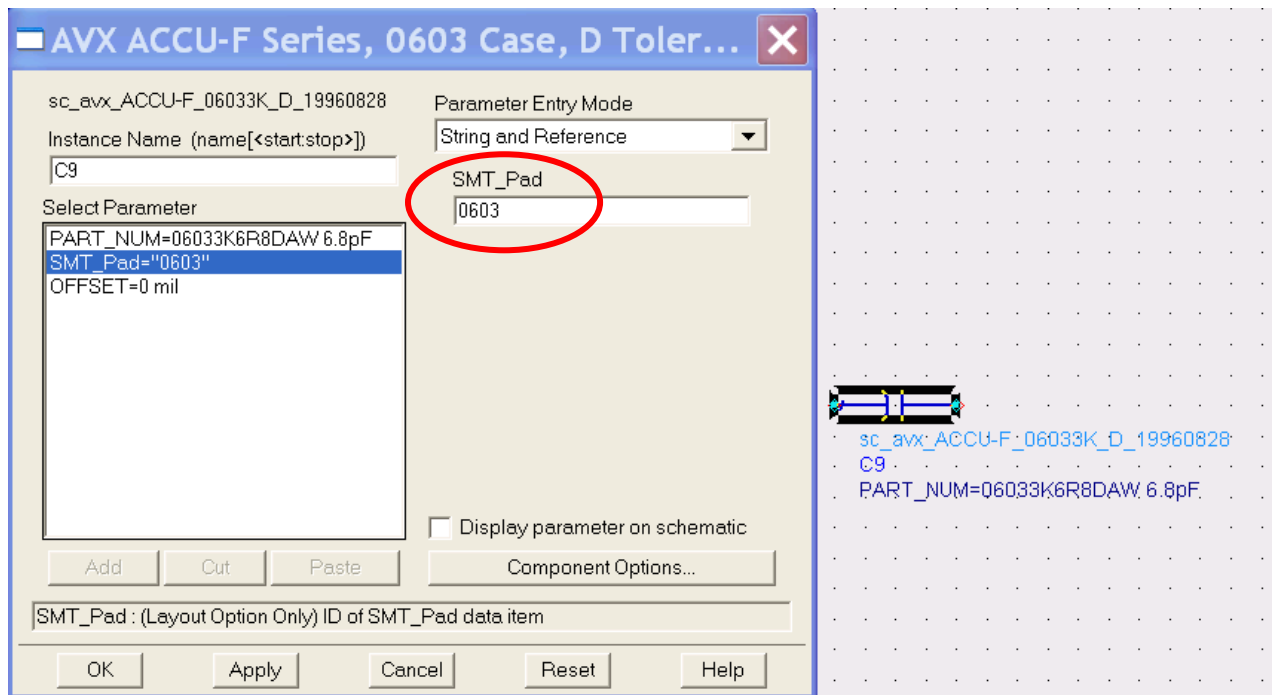 AVX ACCU-F Series, 0603 Case, D Toler...
sc_avx_ACCU-F_06033K_D_19960828
Instance Name (name[<start:stop>])
C9
Select Parameter
PART_NUM=06033K6R8DAW 6.8pF
SMT_Pad="0603"
OFFSET=0 mil
Parameter Entry Mode
String and Reference
SMT_Pad
0603
Display parameter on schematic
Add
Cut
Paste
Component Options...
SMT_Pad : (Layout Option Only) ID of SMT_Pad data item
OK
Apply
Cancel
Reset
Help
sc_avx_ACCU-F_06033K_D_19960828
C9
PART_NUM=06033K6R8DAW 6.8pF